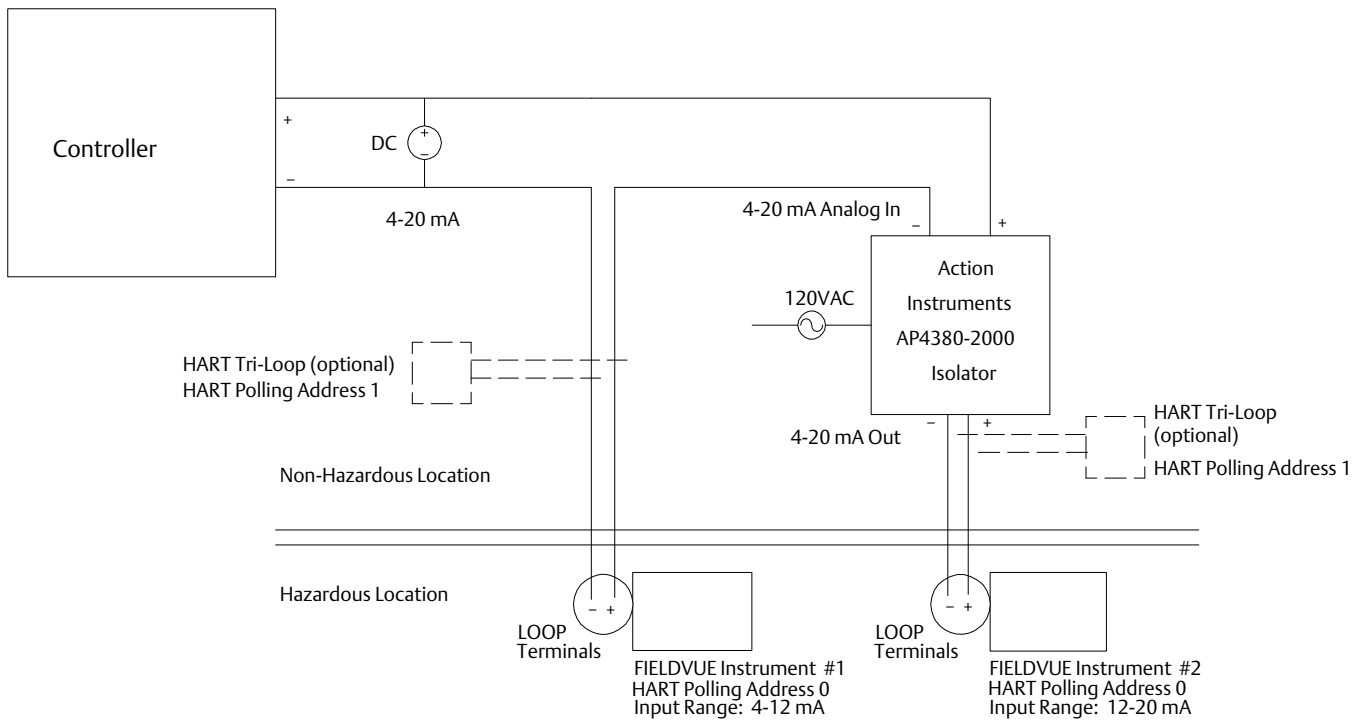 Controller
+
–
DC
+
–
4-20 mA
4-20 mA Analog In
–
+
Action
Instruments
AP4380-2000
Isolator
120VAC
HART Tri-Loop (optional)
HART Polling Address 1
4-20 mA Out
–
+
HART Tri-Loop
(optional)
HART Polling Address 1
Non-Hazardous Location
Hazardous Location
– +
LOOP
Terminals
FIELDVUE Instrument #1
HART Polling Address 0
Input Range: 4-12 mA
– +
LOOP
Terminals
FIELDVUE Instrument #2
HART Polling Address 0
Input Range: 12-20 mA